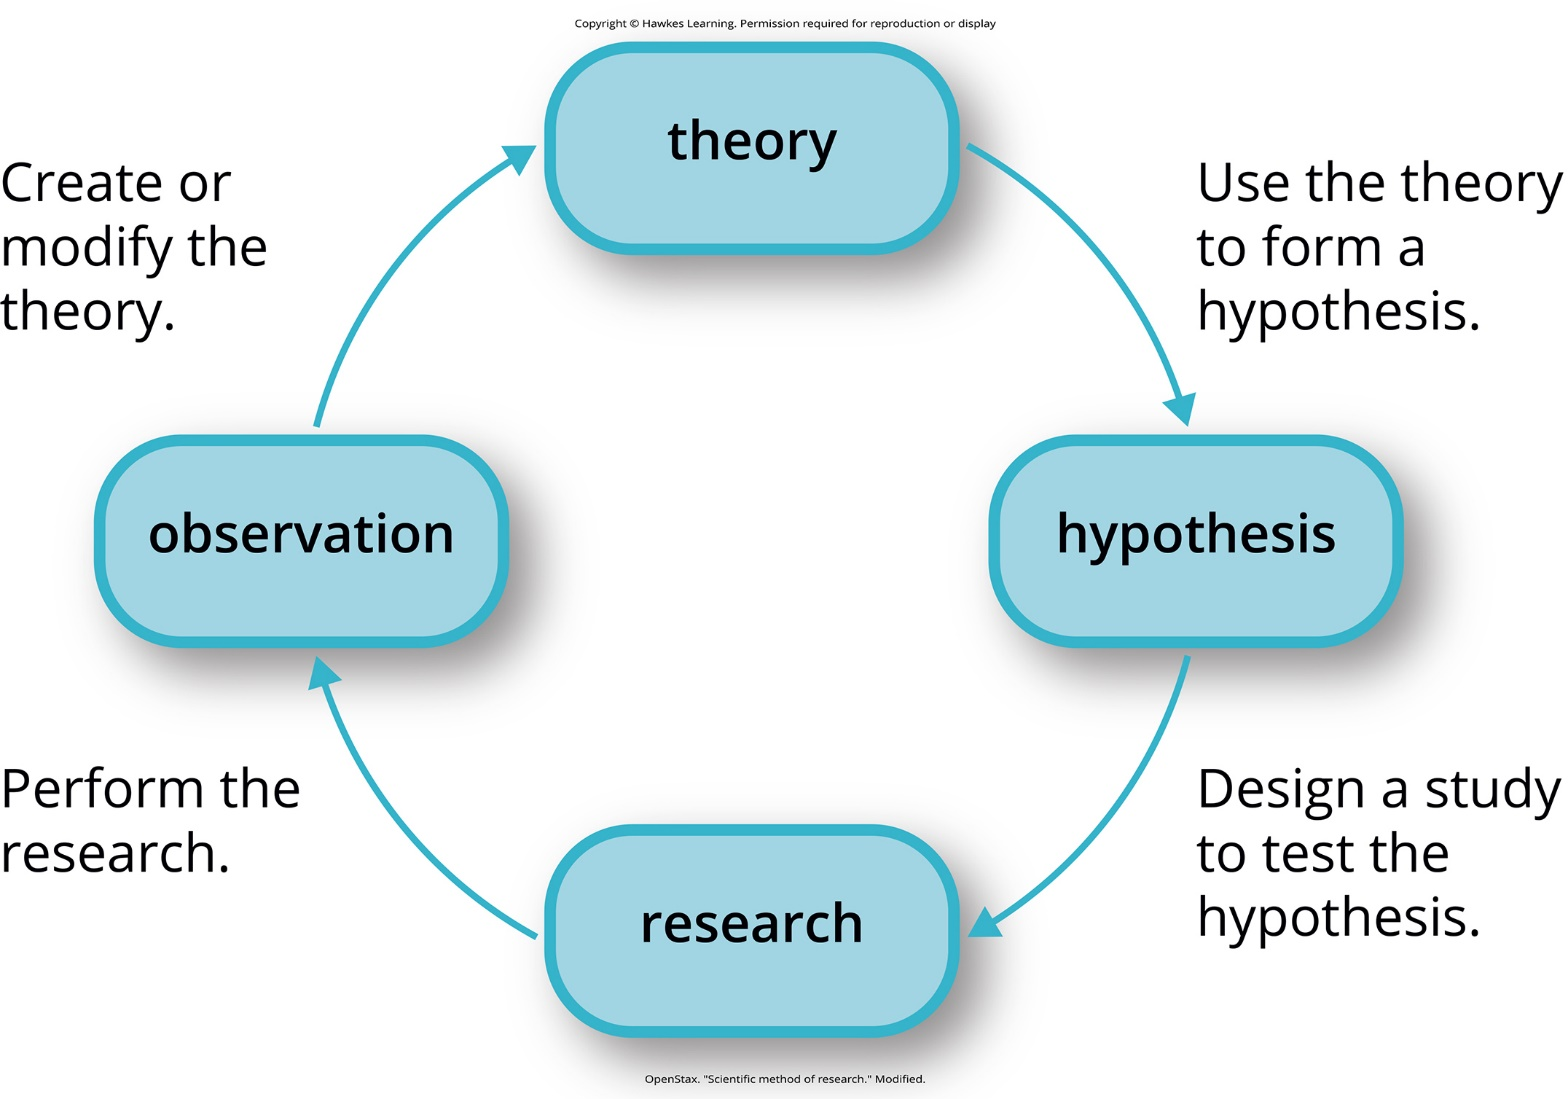 Copyright © Hawkes Learning. Permission required for reproduction or display
theory
Create or
modify the
theory.
Use the theory
to form a
hypothesis.
observation
hypothesis
Perform the
research.
Design a study
to test the
hypothesis.
research
OpenStax. "Scientific method of research." Modified.